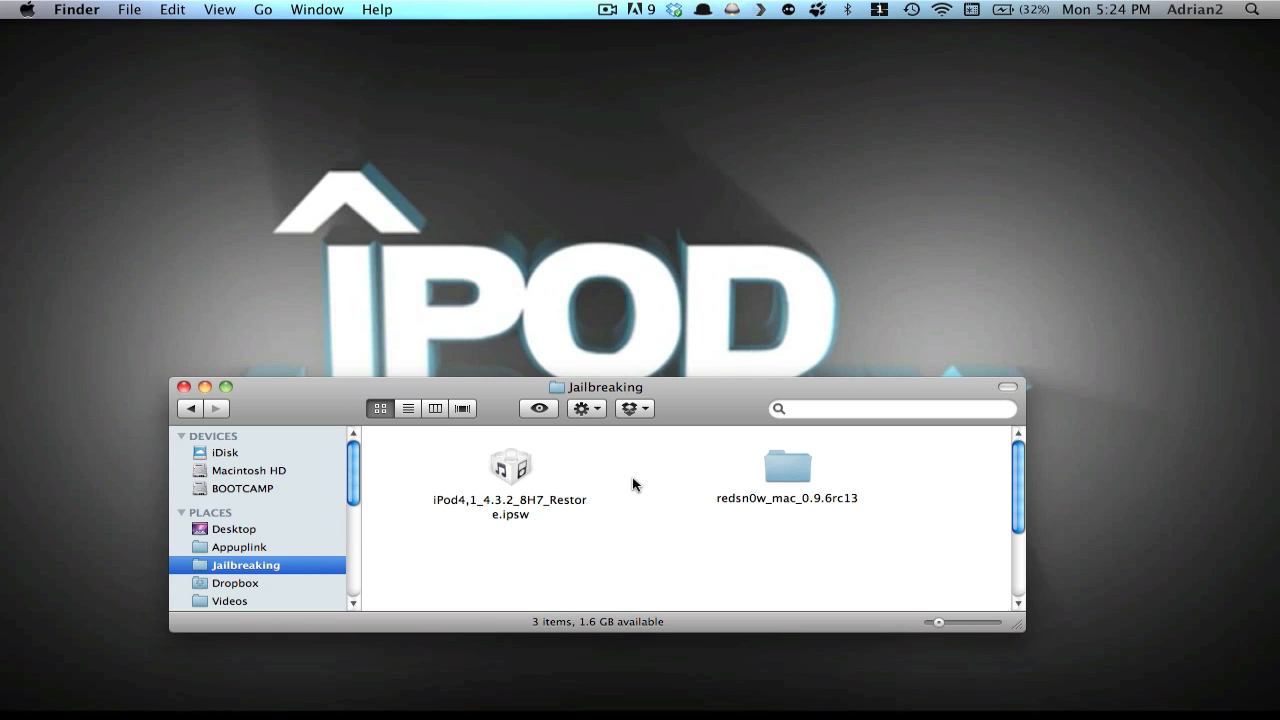 Finder File Edit View Go Window Help 9 (32%) Mon 5:24 PM Adrian2
iPOD
Jailbreaking
DEVICES
iDisk
Macintosh HD
BOOTCAMP
PLACES
Desktop
Appuplink
Jailbreaking
Dropbox
Videos
iPod4,1_4.3.2_8H7_Restor
e.ipsw
redsn0w_mac_0.9.6rc13
3 items, 1.6 GB available